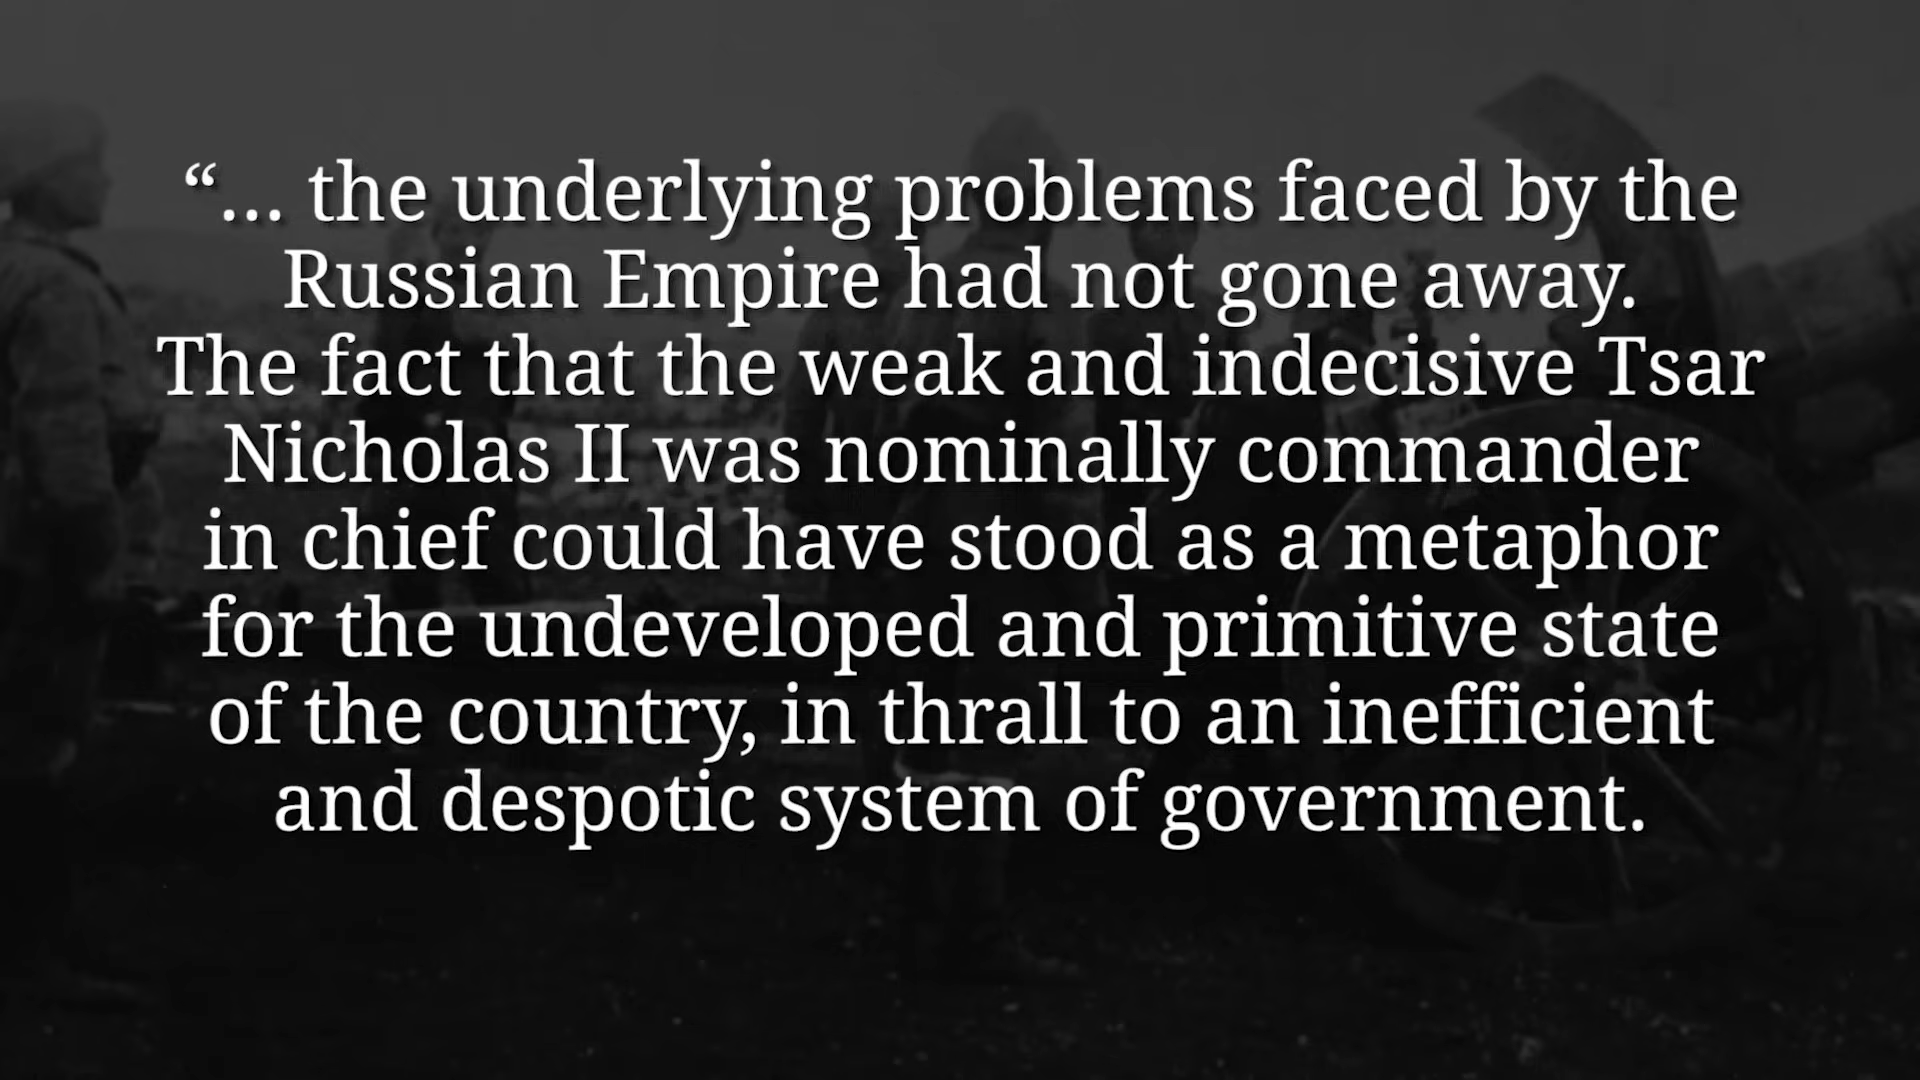 “… the underlying problems faced by the
Russian Empire had not gone away.
The fact that the weak and indecisive Tsar
Nicholas II was nominally commander
in chief could have stood as a metaphor
for the undeveloped and primitive state
of the country, in thrall to an inefficient
and despotic system of government.